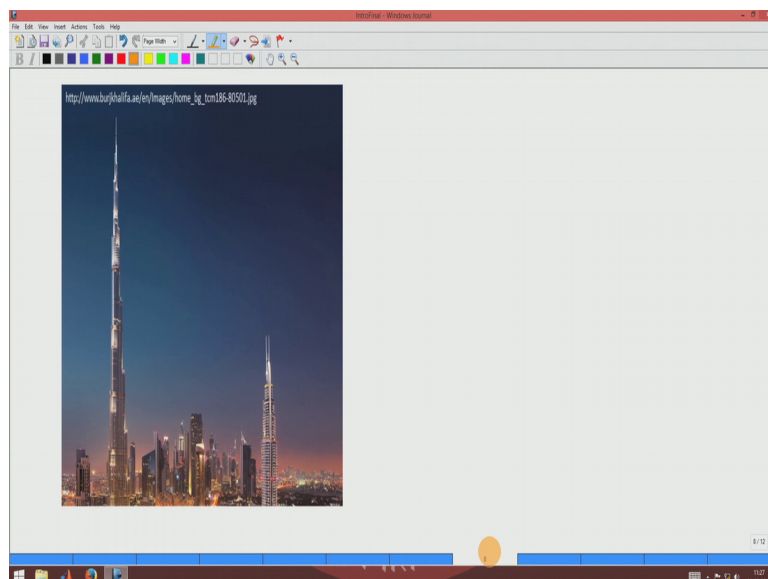 IntroFinal - Windows Journal
File Edit View Insert Actions Tools Help
Page Width
B I
http://www.burjkhalifa.ae/en/Images/home_bg_tcm186-80501.jpg
8 / 12
8
11:27